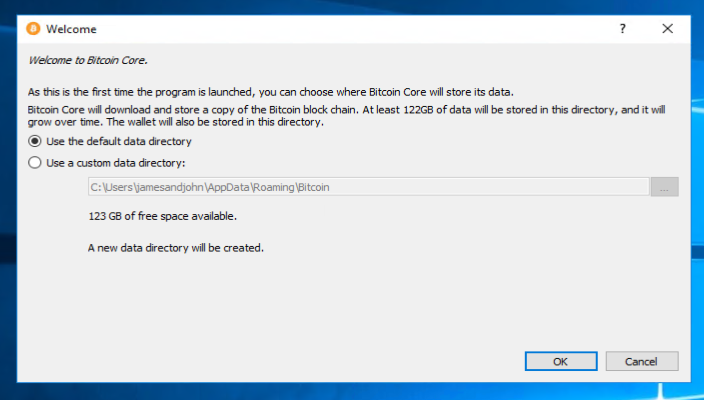 Welcome
?
Welcome to Bitcoin Core.
As this is the first time the program is launched, you can choose where Bitcoin Core will store its data.
Bitcoin Core will download and store a copy of the Bitcoin block chain. At least 122GB of data will be stored in this directory, and it will
grow over time. The wallet will also be stored in this directory.
Use the default data directory
Use a custom data directory:
C:\Users\jamesandjohn\AppData\Roaming\Bitcoin
...
123 GB of free space available.
A new data directory will be created.
OK
Cancel